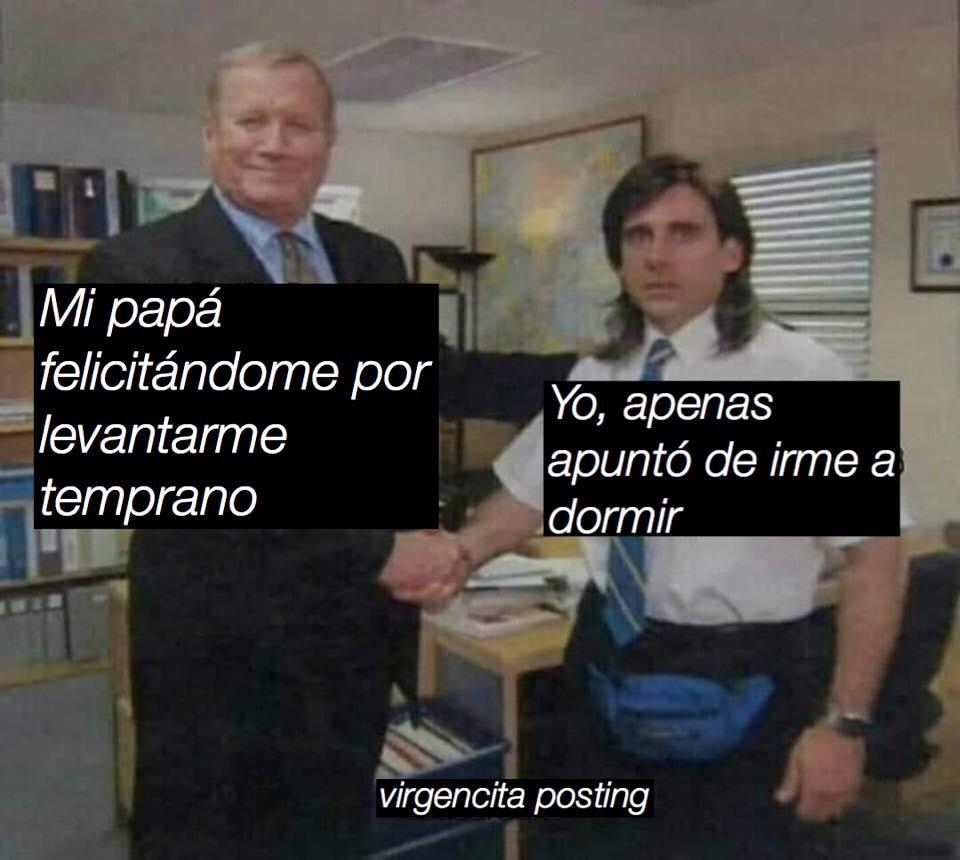 Mi papá
felicitándome por
levantarme
temprano
Yo, apenas
apuntó de irme a
dormir
virgencita posting